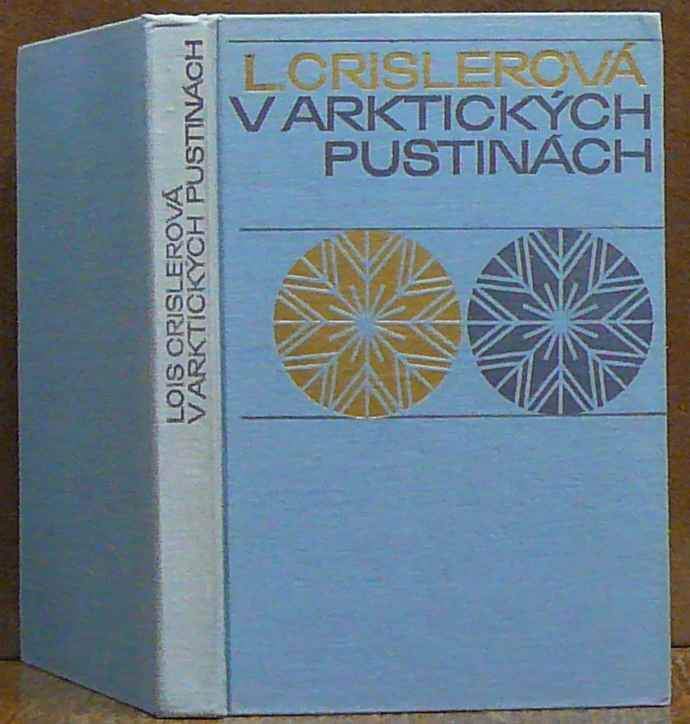 L. CRISLEROVÁ
V ARKTICKÝCH
PUSTINÁCH
LOIS CRISLEROVÁ
V ARKTICKÝCH PUSTINÁCH